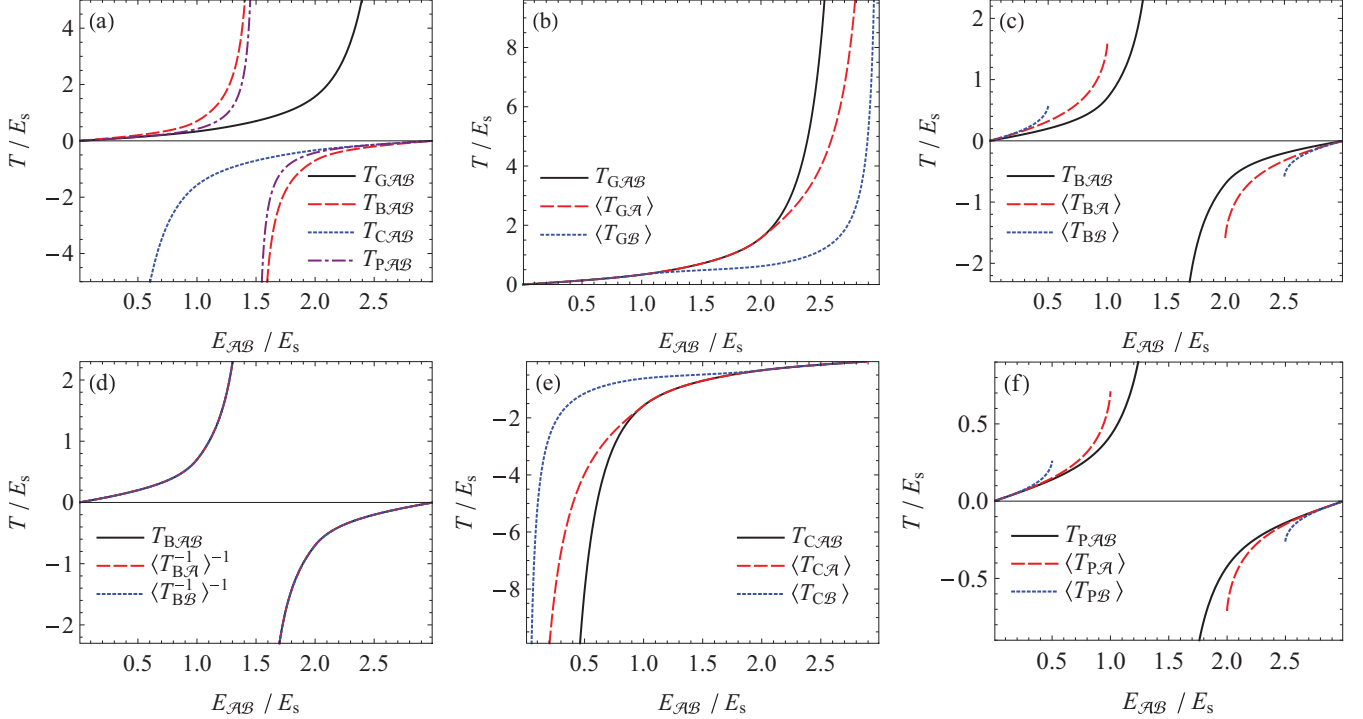 (a)
4
2
0
−2
−4
T / E_s
T_G𝒜ℬ
T_B𝒜ℬ
T_C𝒜ℬ
T_P𝒜ℬ
0.5 1.0 1.5 2.0 2.5
E_𝒜ℬ / E_s
(b)
8
6
4
2
0
T / E_s
T_G𝒜ℬ
⟨T_G𝒜⟩
⟨T_Gℬ⟩
0.5 1.0 1.5 2.0 2.5
E_𝒜ℬ / E_s
(c)
2
1
0
−1
−2
T / E_s
T_B𝒜ℬ
⟨T_B𝒜⟩
⟨T_Bℬ⟩
0.5 1.0 1.5 2.0 2.5
E_𝒜ℬ / E_s
(d)
2
1
0
−1
−2
T / E_s
T_B𝒜ℬ
⟨T_B𝒜^−1⟩^−1
⟨T_Bℬ^−1⟩^−1
0.5 1.0 1.5 2.0 2.5
E_𝒜ℬ / E_s
(e)
−2
−4
−6
−8
T / E_s
T_C𝒜ℬ
⟨T_C𝒜⟩
⟨T_Cℬ⟩
0.5 1.0 1.5 2.0 2.5
E_𝒜ℬ / E_s
(f)
0.5
0.0
−0.5
T / E_s
T_P𝒜ℬ
⟨T_P𝒜⟩
⟨T_Pℬ⟩
0.5 1.0 1.5 2.0 2.5
E_𝒜ℬ / E_s